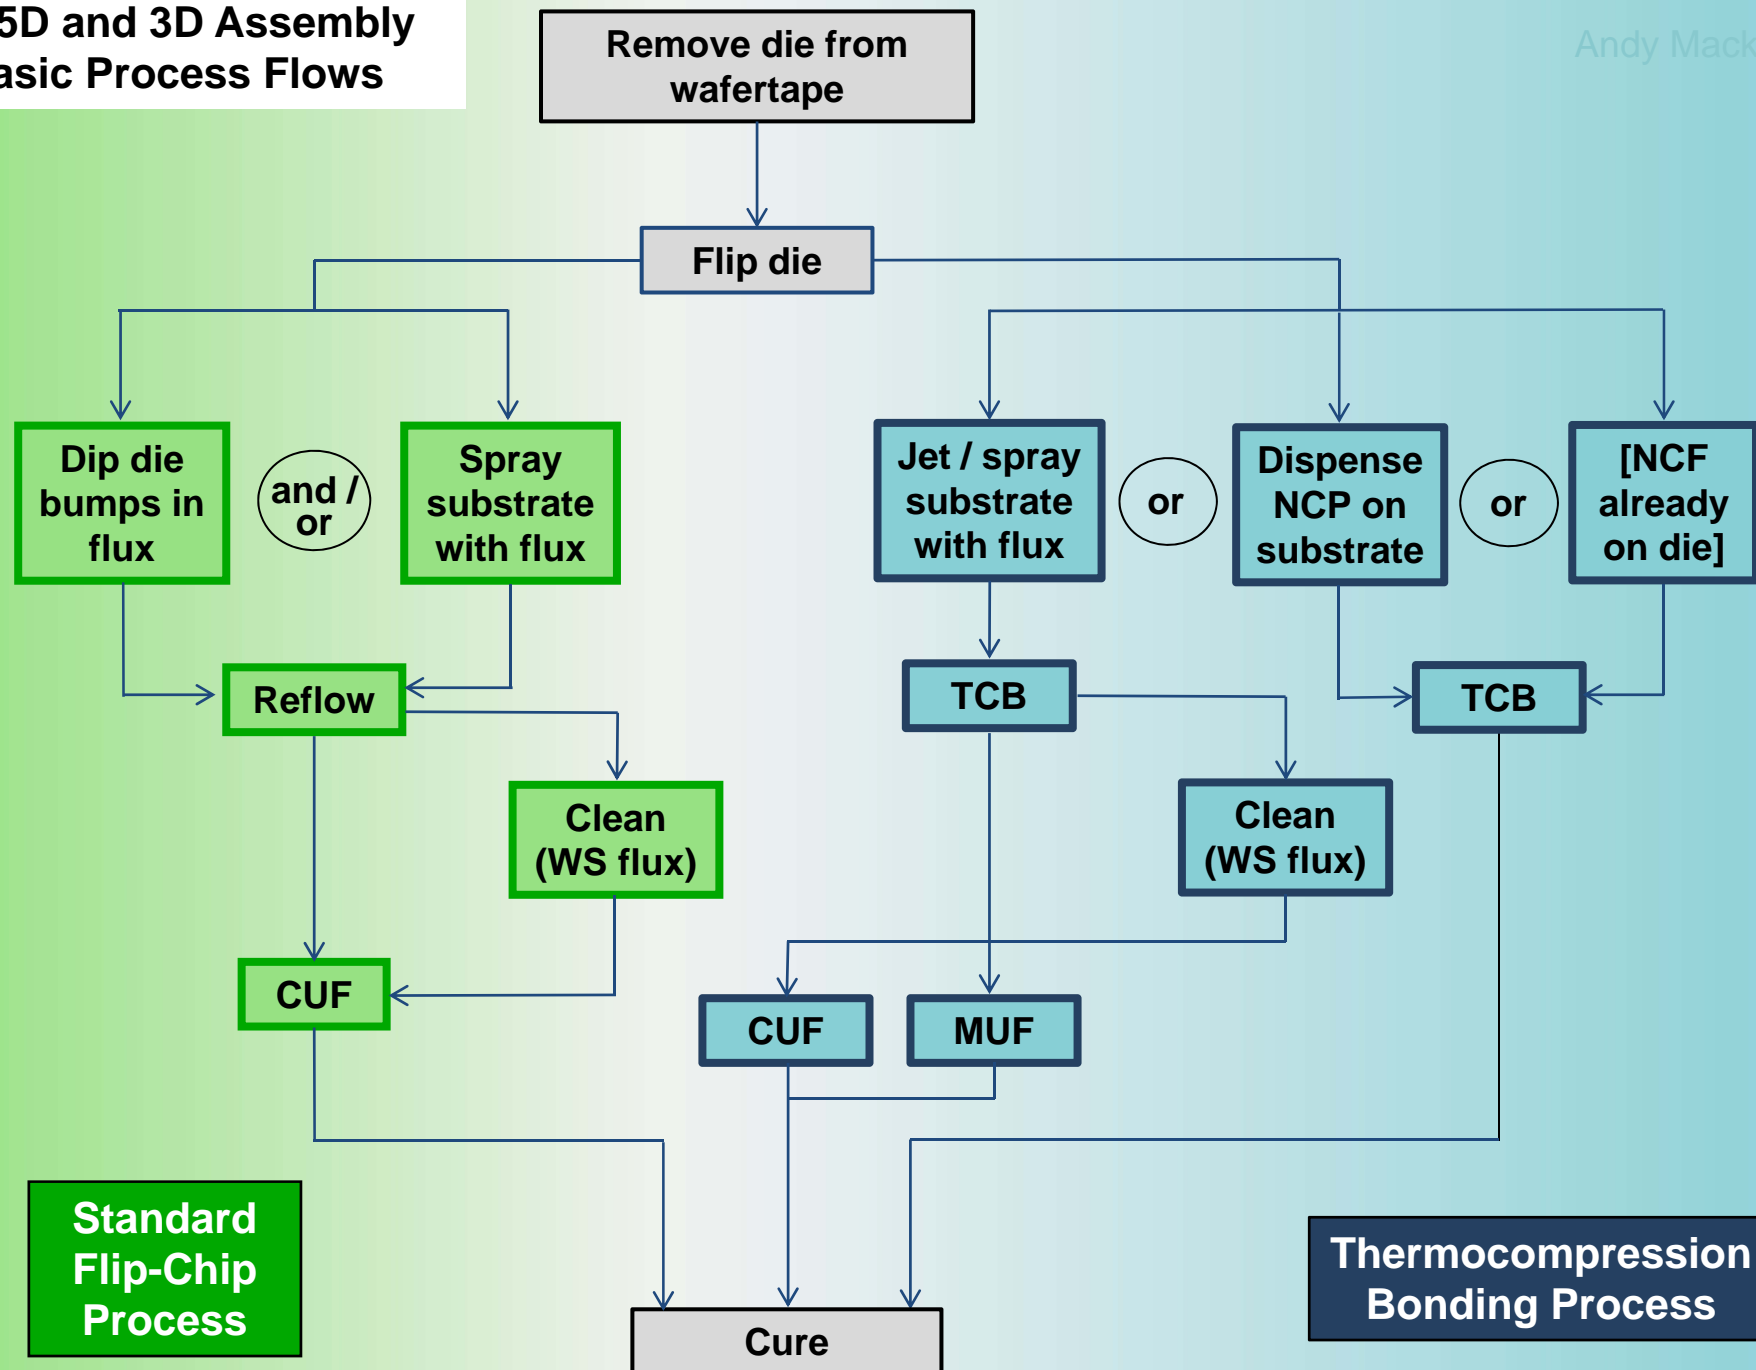 5D and 3D Assembly
asic Process Flows
Andy Mack
Remove die from
wafertape
Flip die
Dip die
bumps in
flux
and /
or
Spray
substrate
with flux
Jet / spray
substrate
with flux
or
Dispense
NCP on
substrate
or
[NCF
already
on die]
Reflow
TCB
TCB
Clean
(WS flux)
Clean
(WS flux)
CUF
CUF
MUF
Standard
Flip-Chip
Process
Thermocompression
Bonding Process
Cure